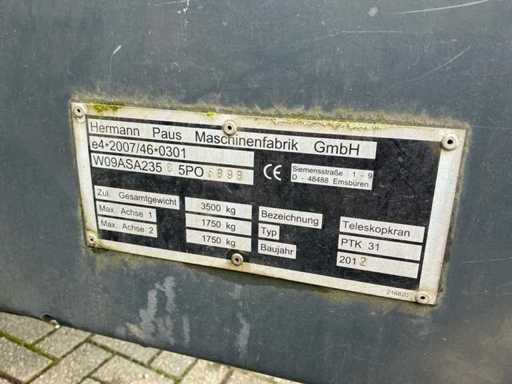 Hermann Paus Maschinenfabrik GmbH
e4*2007/46*0301
W09ASA235 5PO
CE
Siemensstraße 1 - 9
D - 48488 Emsbüren
Zul. Gesamtgewicht 3500 kg
Max. Achse 1 1750 kg
Max. Achse 2 1750 kg
Bezeichnung Teleskopkran
Typ PTK 31
Baujahr 2012